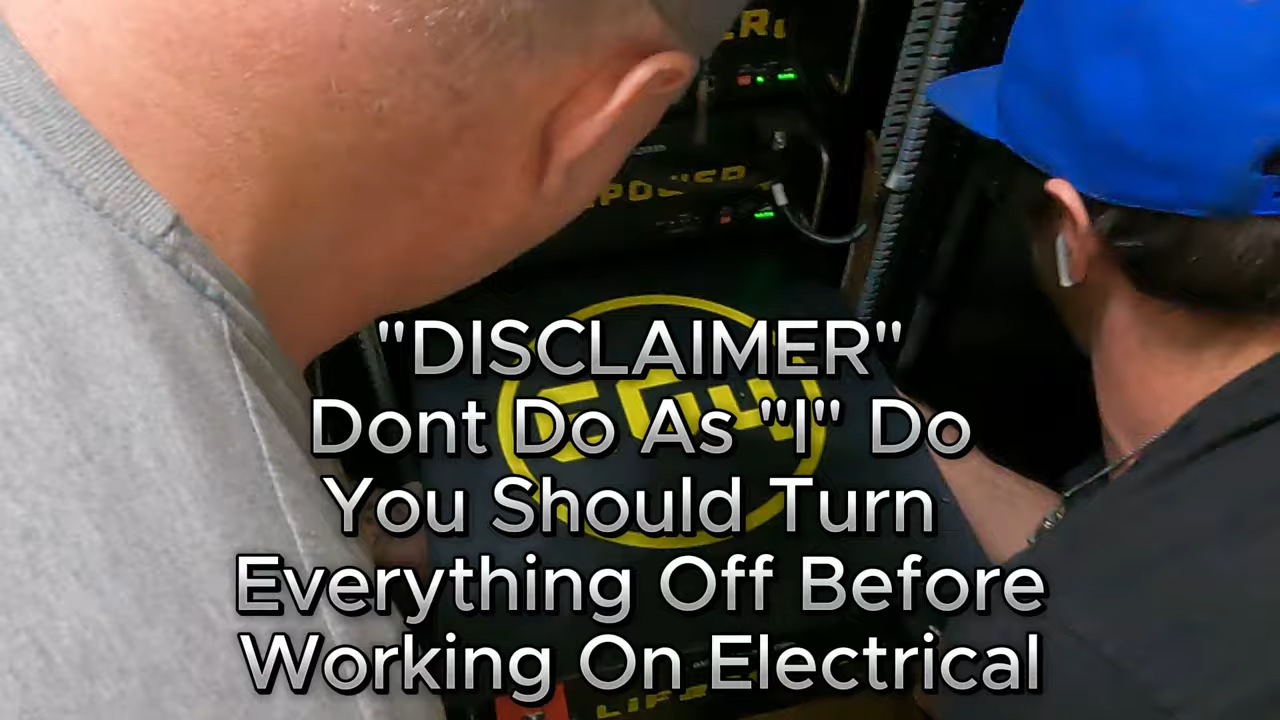 "DISCLAIMER"
Dont Do As "I" Do
You Should Turn
Everything Off Before
Working On Electrical